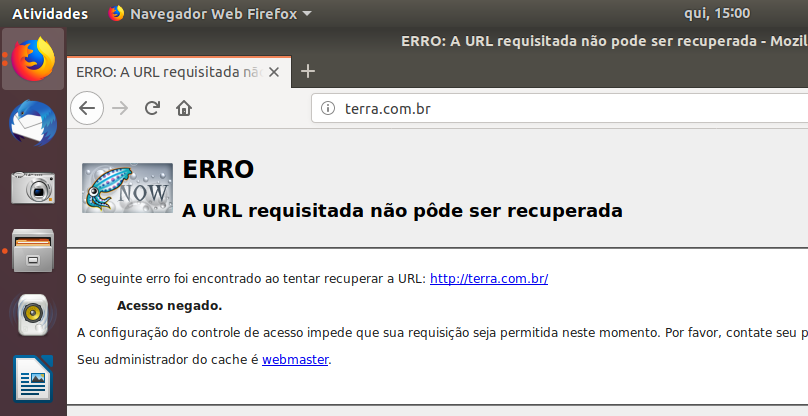 Atividades Navegador Web Firefox qui, 15:00
ERRO: A URL requisitada não pode ser recuperada - Mozil
ERRO: A URL requisitada nã
terra.com.br
NOW
ERRO
A URL requisitada não pôde ser recuperada
O seguinte erro foi encontrado ao tentar recuperar a URL: http://terra.com.br/
Acesso negado.
A configuração do controle de acesso impede que sua requisição seja permitida neste momento. Por favor, contate seu p
Seu administrador do cache é webmaster.